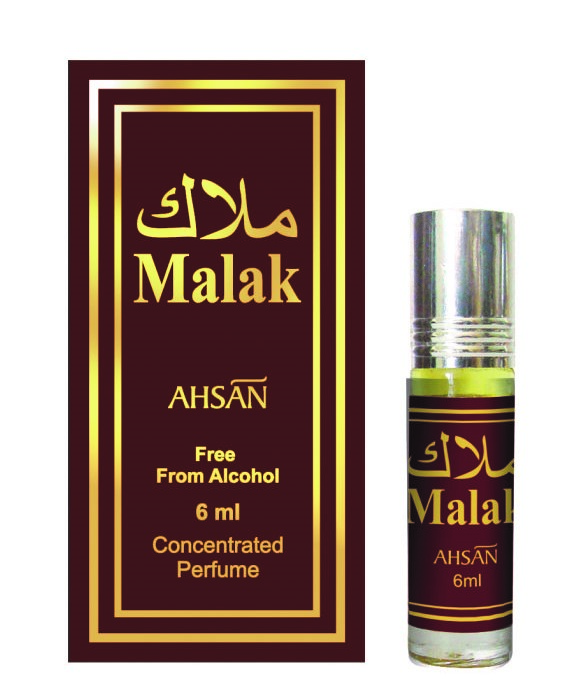 ملاك
Malak
AHSAN
Free
From Alcohol
6 ml
Concentrated
Perfume
ملاك
Malak
AHSAN
6ml